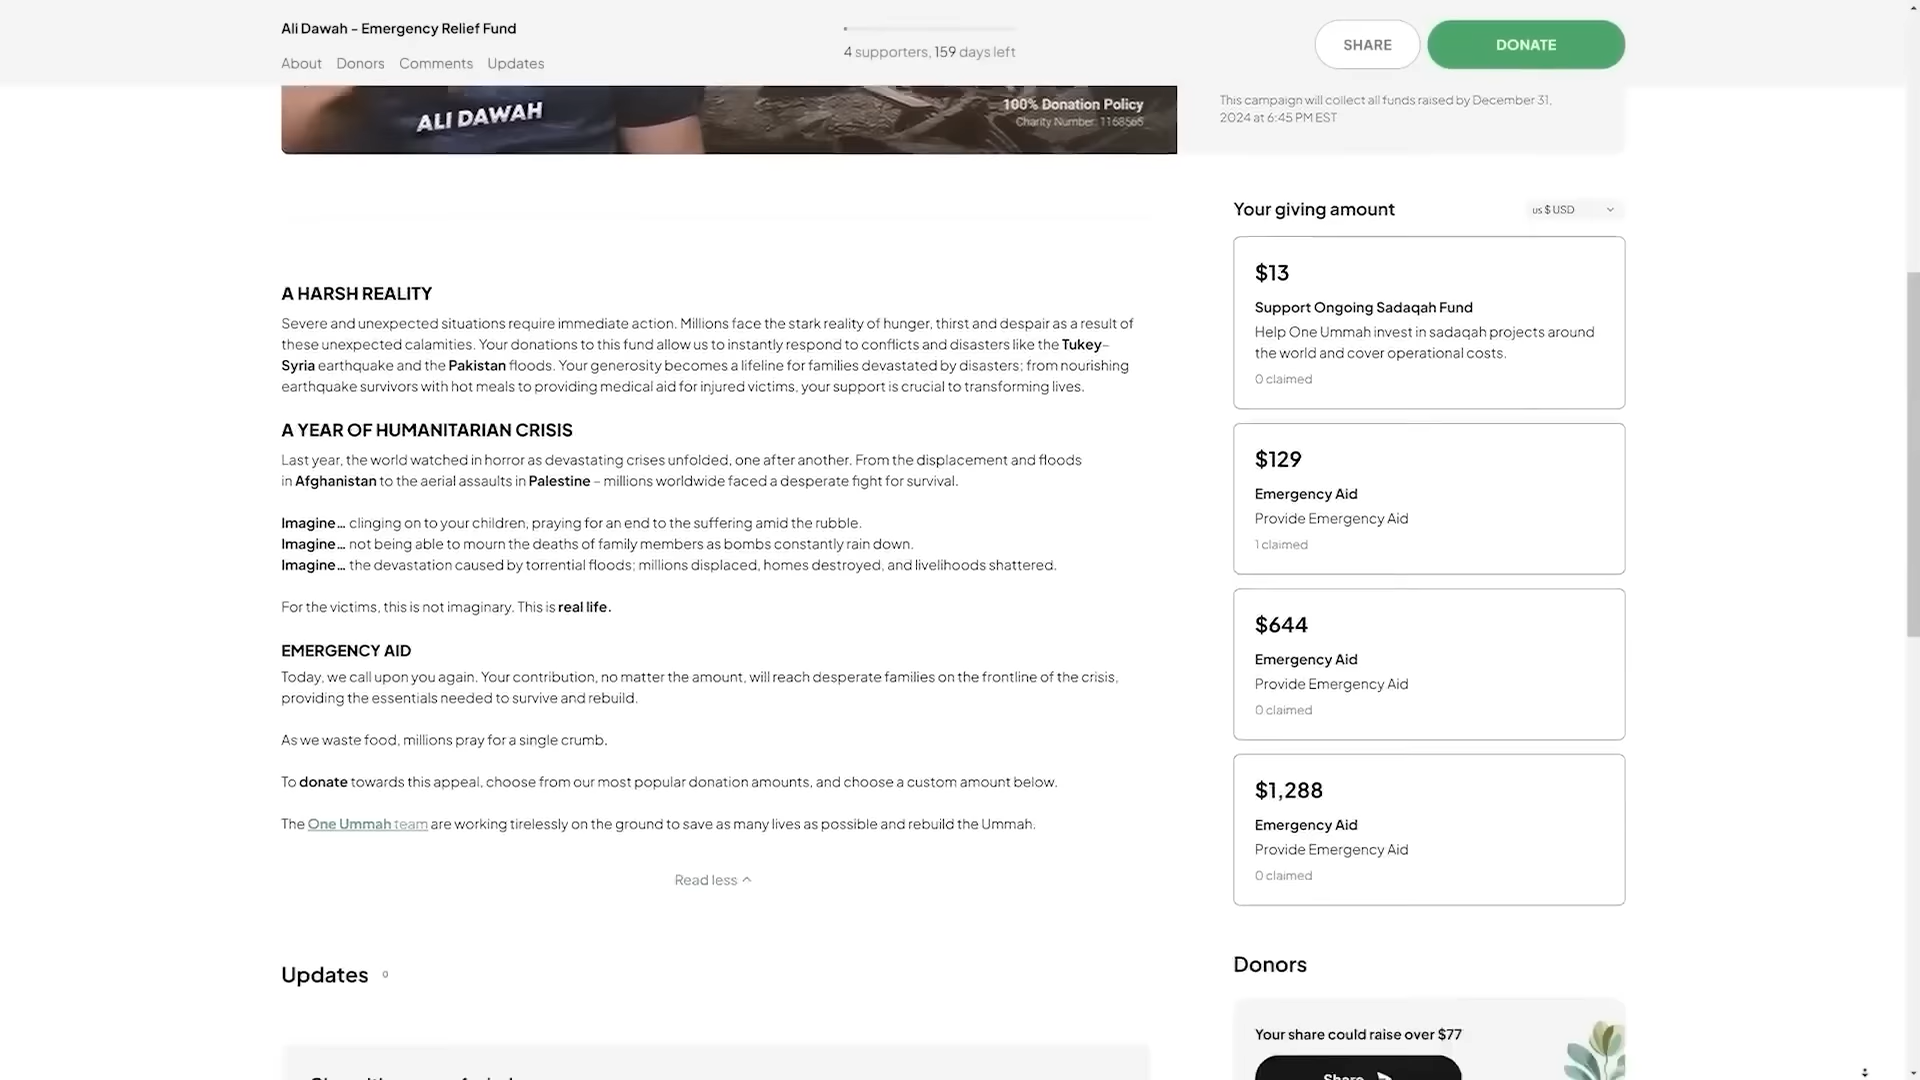 Ali Dawah - Emergency Relief Fund
About Donors Comments Updates
4 supporters, 159 days left
SHARE
DONATE
ALI DAWAH
100% Donation Policy
Charity Number: 1168565
This campaign will collect all funds raised by December 31,
2024 at 6:45 PM EST
A HARSH REALITY
Severe and unexpected situations require immediate action. Millions face the stark reality of hunger, thirst and despair as a result of
these unexpected calamities. Your donations to this fund allow us to instantly respond to conflicts and disasters like the Tukey–
Syria earthquake and the Pakistan floods. Your generosity becomes a lifeline for families devastated by disasters; from nourishing
earthquake survivors with hot meals to providing medical aid for injured victims, your support is crucial to transforming lives.
A YEAR OF HUMANITARIAN CRISIS
Last year, the world watched in horror as devastating crises unfolded, one after another. From the displacement and floods
in Afghanistan to the aerial assaults in Palestine – millions worldwide faced a desperate fight for survival.
Imagine… clinging on to your children, praying for an end to the suffering amid the rubble.
Imagine… not being able to mourn the deaths of family members as bombs constantly rain down.
Imagine… the devastation caused by torrential floods; millions displaced, homes destroyed, and livelihoods shattered.
For the victims, this is not imaginary. This is real life.
EMERGENCY AID
Today, we call upon you again. Your contribution, no matter the amount, will reach desperate families on the frontline of the crisis,
providing the essentials needed to survive and rebuild.
As we waste food, millions pray for a single crumb.
To donate towards this appeal, choose from our most popular donation amounts, and choose a custom amount below.
The One Ummah team are working tirelessly on the ground to save as many lives as possible and rebuild the Ummah.
Read less
Updates 0
Your giving amount
us $ USD
$13
Support Ongoing Sadaqah Fund
Help One Ummah invest in sadaqah projects around
the world and cover operational costs.
0 claimed
$129
Emergency Aid
Provide Emergency Aid
1 claimed
$644
Emergency Aid
Provide Emergency Aid
0 claimed
$1,288
Emergency Aid
Provide Emergency Aid
0 claimed
Donors
Your share could raise over $77
Share